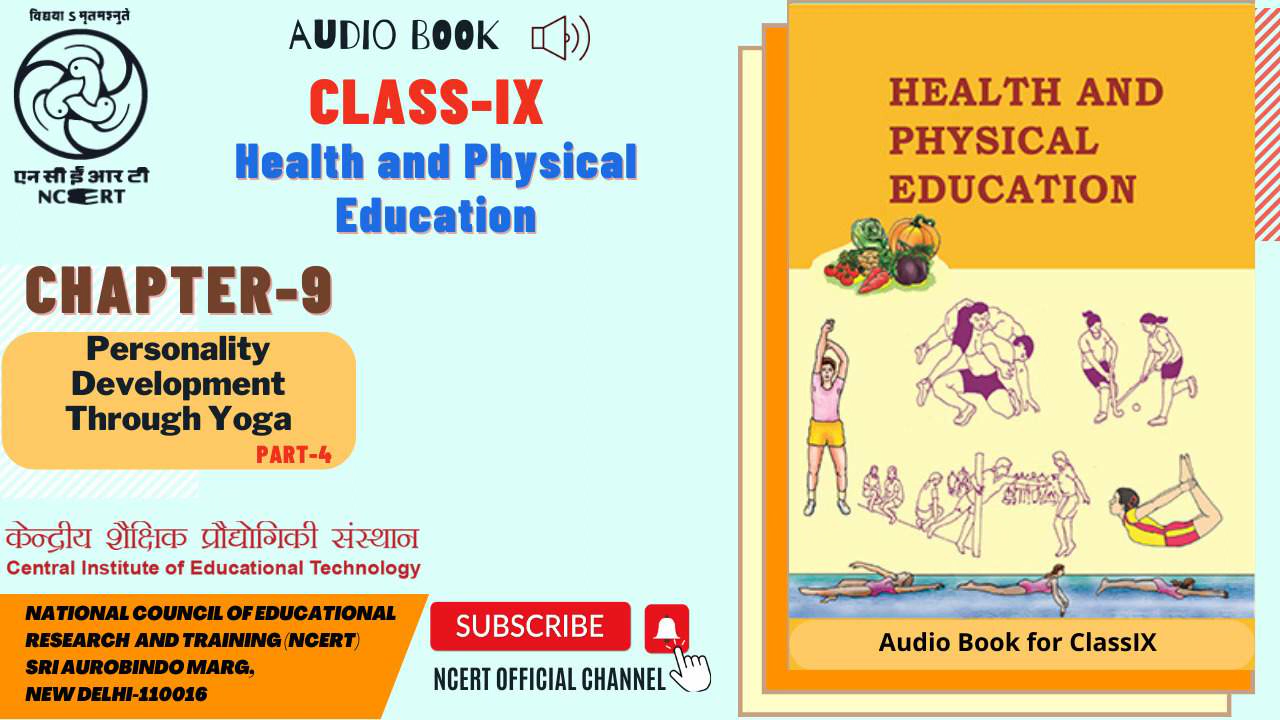 विद्यया ऽ मृतमश्नुते
एन सी ई आर टी
NCERT
AUDIO BOOK
CLASS-IX
Health and Physical
Education
CHAPTER-9
Personality
Development
Through Yoga
PART-4
केन्द्रीय शैक्षिक प्रौद्योगिकी संस्थान
Central Institute of Educational Technology
NATIONAL COUNCIL OF EDUCATIONAL
RESEARCH AND TRAINING (NCERT)
SRI AUROBINDO MARG,
NEW DELHI-110016
SUBSCRIBE
NCERT OFFICIAL CHANNEL
HEALTH AND
PHYSICAL
EDUCATION
Audio Book for ClassIX